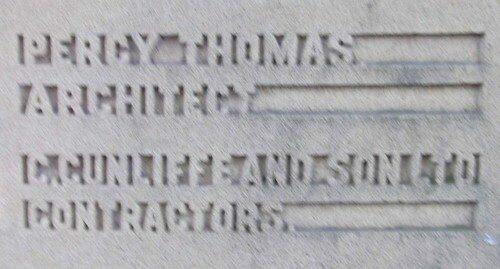 PERCY THOMAS
ARCHITECT
C. CUNLIFFE AND SON LTD
CONTRACTORS.